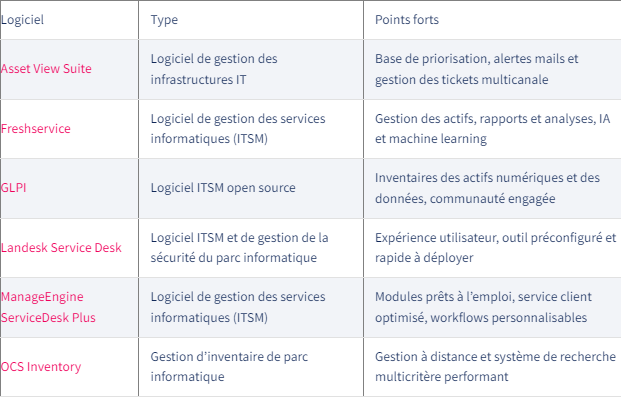 Logiciel
Type
Points forts
Asset View Suite
Logiciel de gestion des
infrastructures IT
Base de priorisation, alertes mails et
gestion des tickets multicanale
Freshservice
Logiciel de gestion des services
informatiques (ITSM)
Gestion des actifs, rapports et analyses, IA
et machine learning
GLPI
Logiciel ITSM open source
Inventaires des actifs numériques et des
données, communauté engagée
Landesk Service Desk
Logiciel ITSM et de gestion de la
sécurité du parc informatique
Expérience utilisateur, outil préconfiguré et
rapide à déployer
ManageEngine
ServiceDesk Plus
Logiciel de gestion des services
informatiques (ITSM)
Modules prêts à l’emploi, service client
optimisé, workflows personnalisables
OCS Inventory
Gestion d’inventaire de parc
informatique
Gestion à distance et système de recherche
multicritère performant